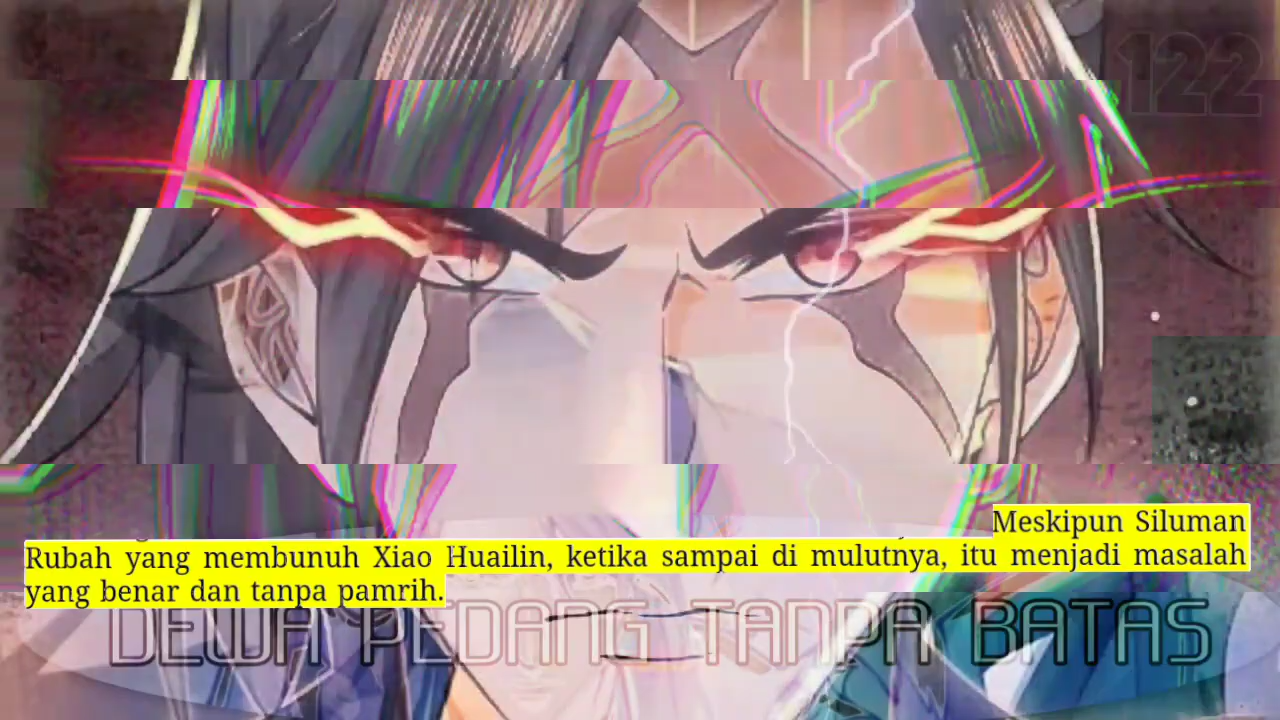 122
Meskipun Siluman
Rubah yang membunuh Xiao Huailin, ketika sampai di mulutnya, itu menjadi masalah
yang benar dan tanpa pamrih.
DEWA PEDANG TANPA BATAS